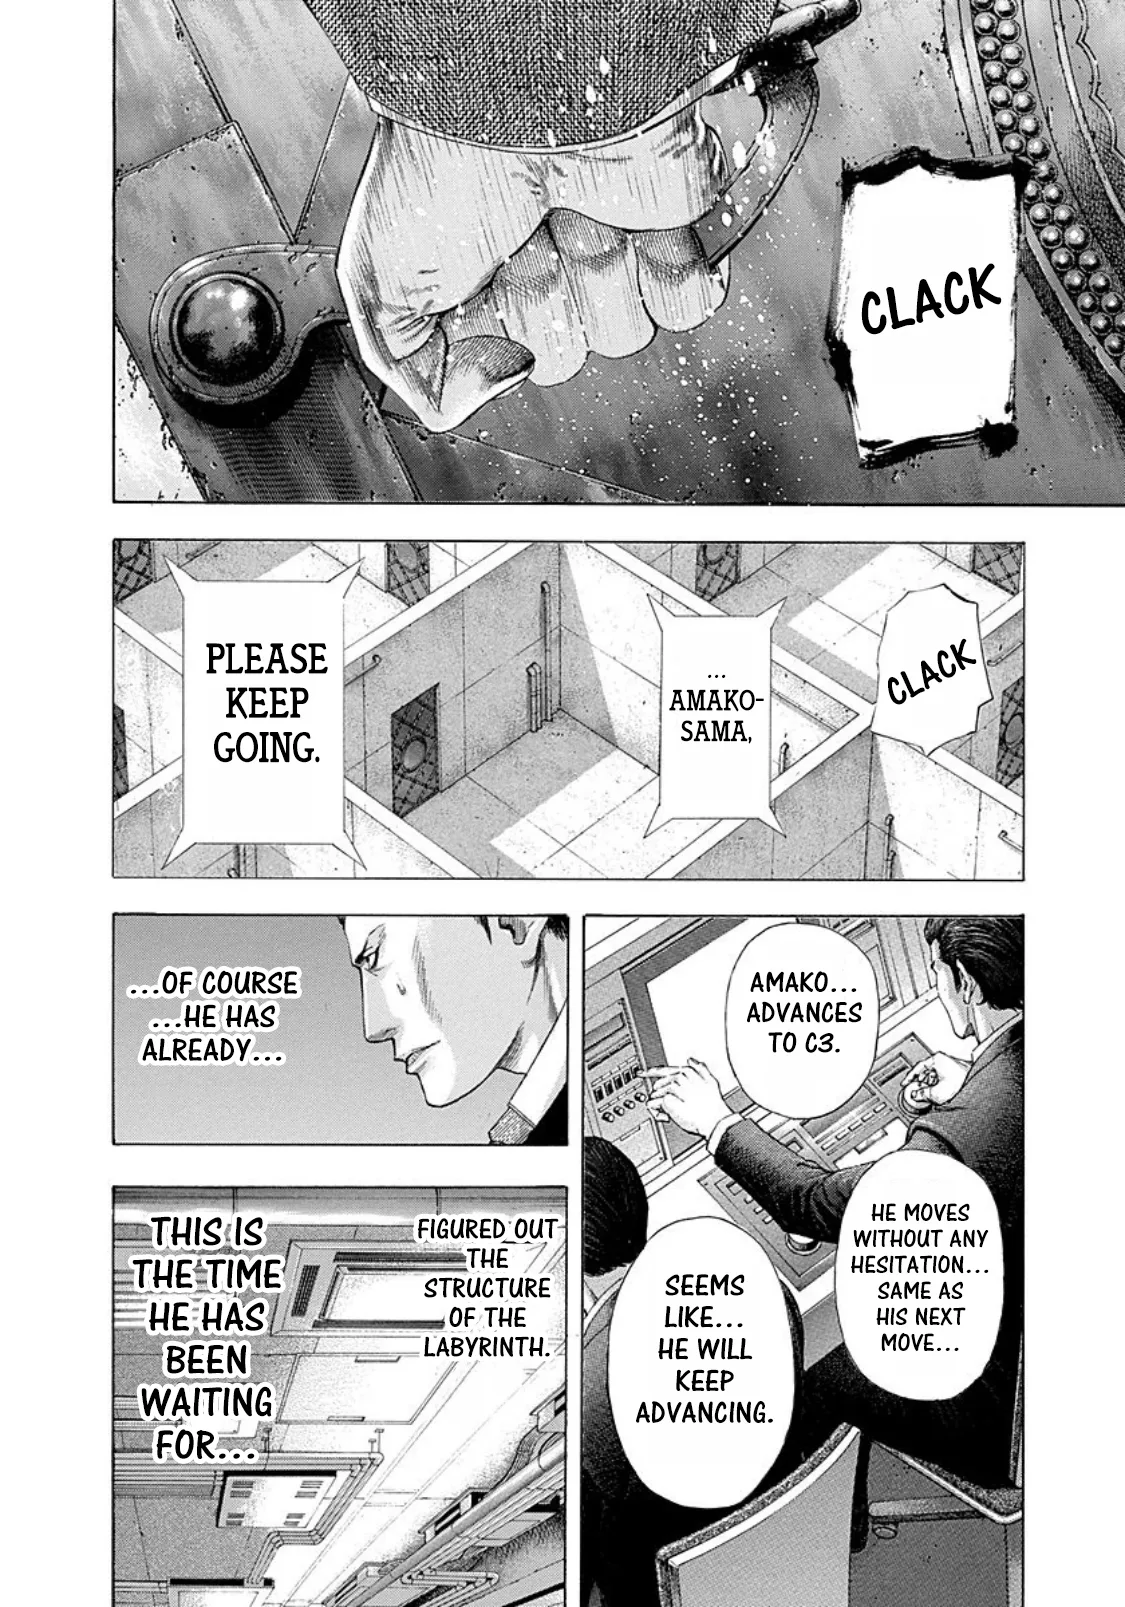 CLACK
CLACK
...
AMAKO-
SAMA,
PLEASE
KEEP
GOING.
AMAKO...
ADVANCES
TO C3.
HE MOVES
WITHOUT ANY
HESITATION...
SAME AS
HIS NEXT
MOVE...
SEEMS
LIKE...
HE WILL
KEEP
ADVANCING.
...OF COURSE
...HE HAS
ALREADY...
FIGURED OUT
THE
STRUCTURE
OF THE
LABYRINTH.
THIS IS
THE TIME
HE HAS
BEEN
WAITING
FOR...